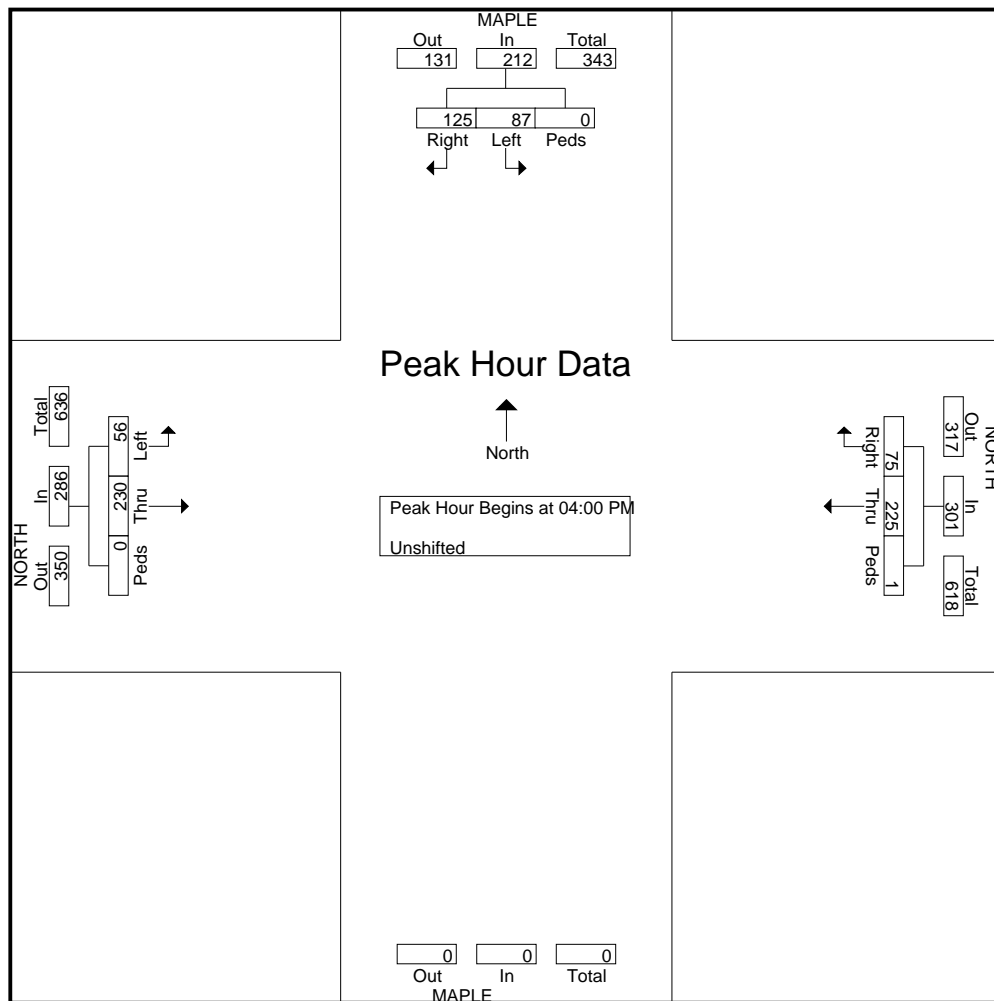 MAPLE
Out In Total
131 212 343
125 87 0
Right Left Peds
Peak Hour Data
North
Peak Hour Begins at 04:00 PM
Unshifted
NORTH
Out In Total
350 286 636
0 230 56
Peds Thru Left
NORTH
Out In Total
317 301 618
Right Thru Peds
75 225 1
0 0 0
Out In Total
MAPLE